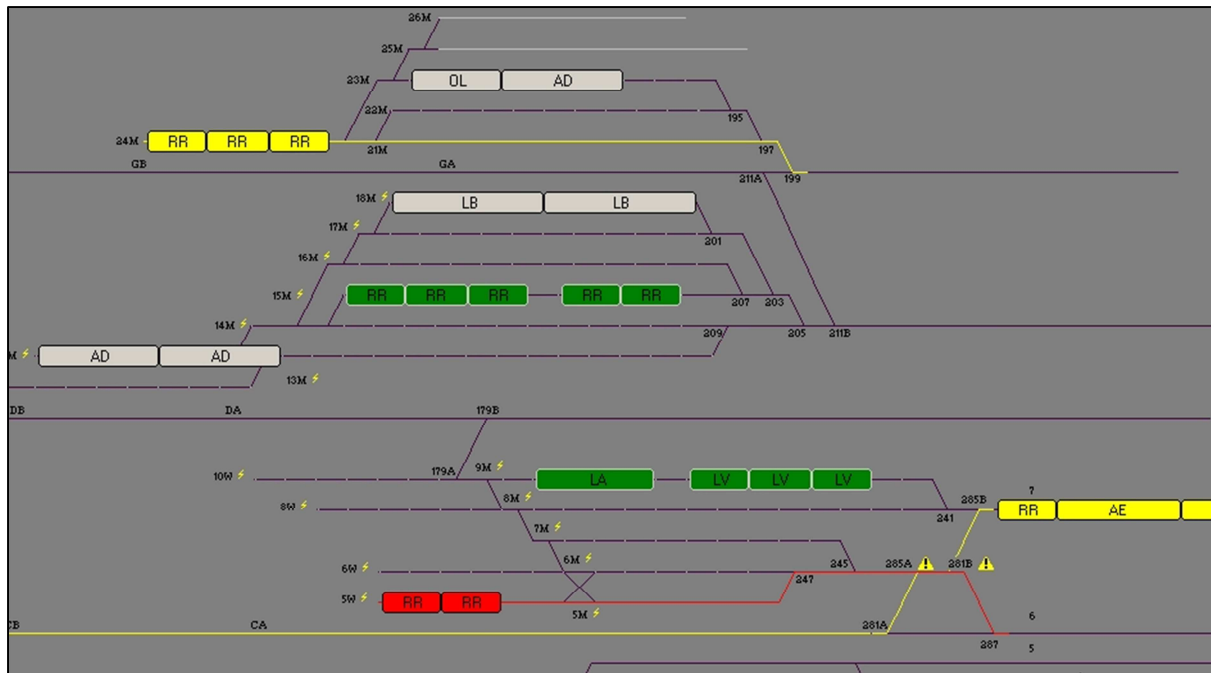 26M
25M
23M OL AD
22M 195
24M RR RR RR 21M 197
GB GA 211A 199
18M LB LB
17M 201
16M
15M RR RR RR RR RR 207 203
14M 209 205 211B
M AD AD
13M
DB DA 179B
10W 179A 9M LA LV LV LV
8W 8M 241 285B 7 RR AE
7M
6W 6M 245 285A 281B
247
5W RR RR 5M
CB CA 281A 287 6
5